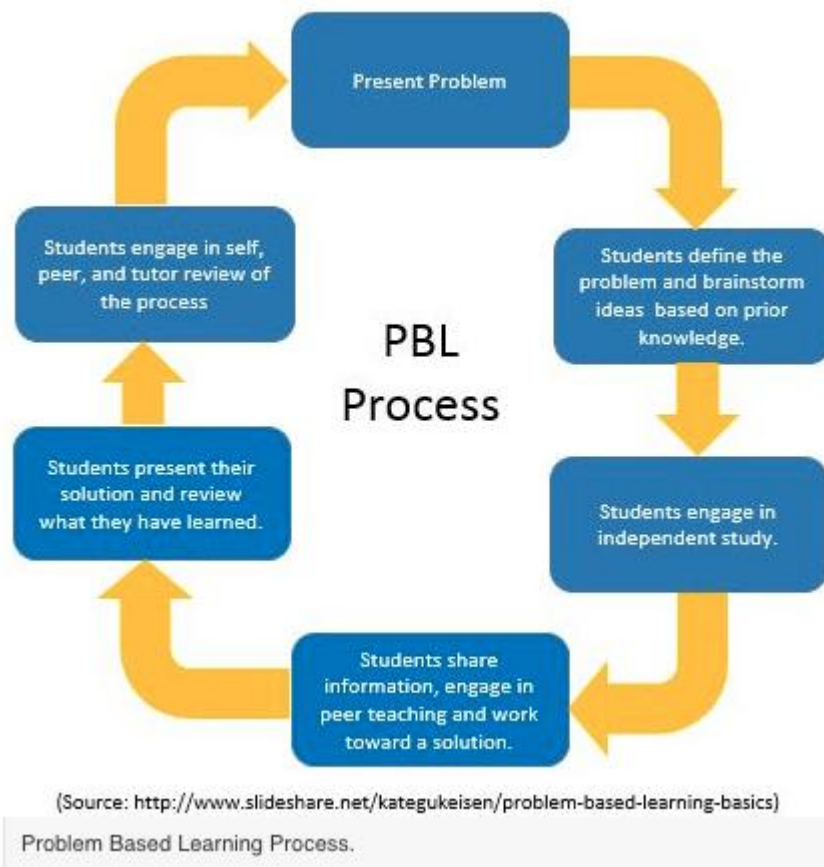 Present Problem
Students define the
problem and brainstorm
ideas based on prior
knowledge.
Students engage in
independent study.
Students share
information, engage in
peer teaching and work
toward a solution.
Students present their
solution and review
what they have learned.
Students engage in self,
peer, and tutor review of
the process
PBL
Process
(Source: http://www.slideshare.net/kategukeisen/problem-based-learning-basics)
Problem Based Learning Process.